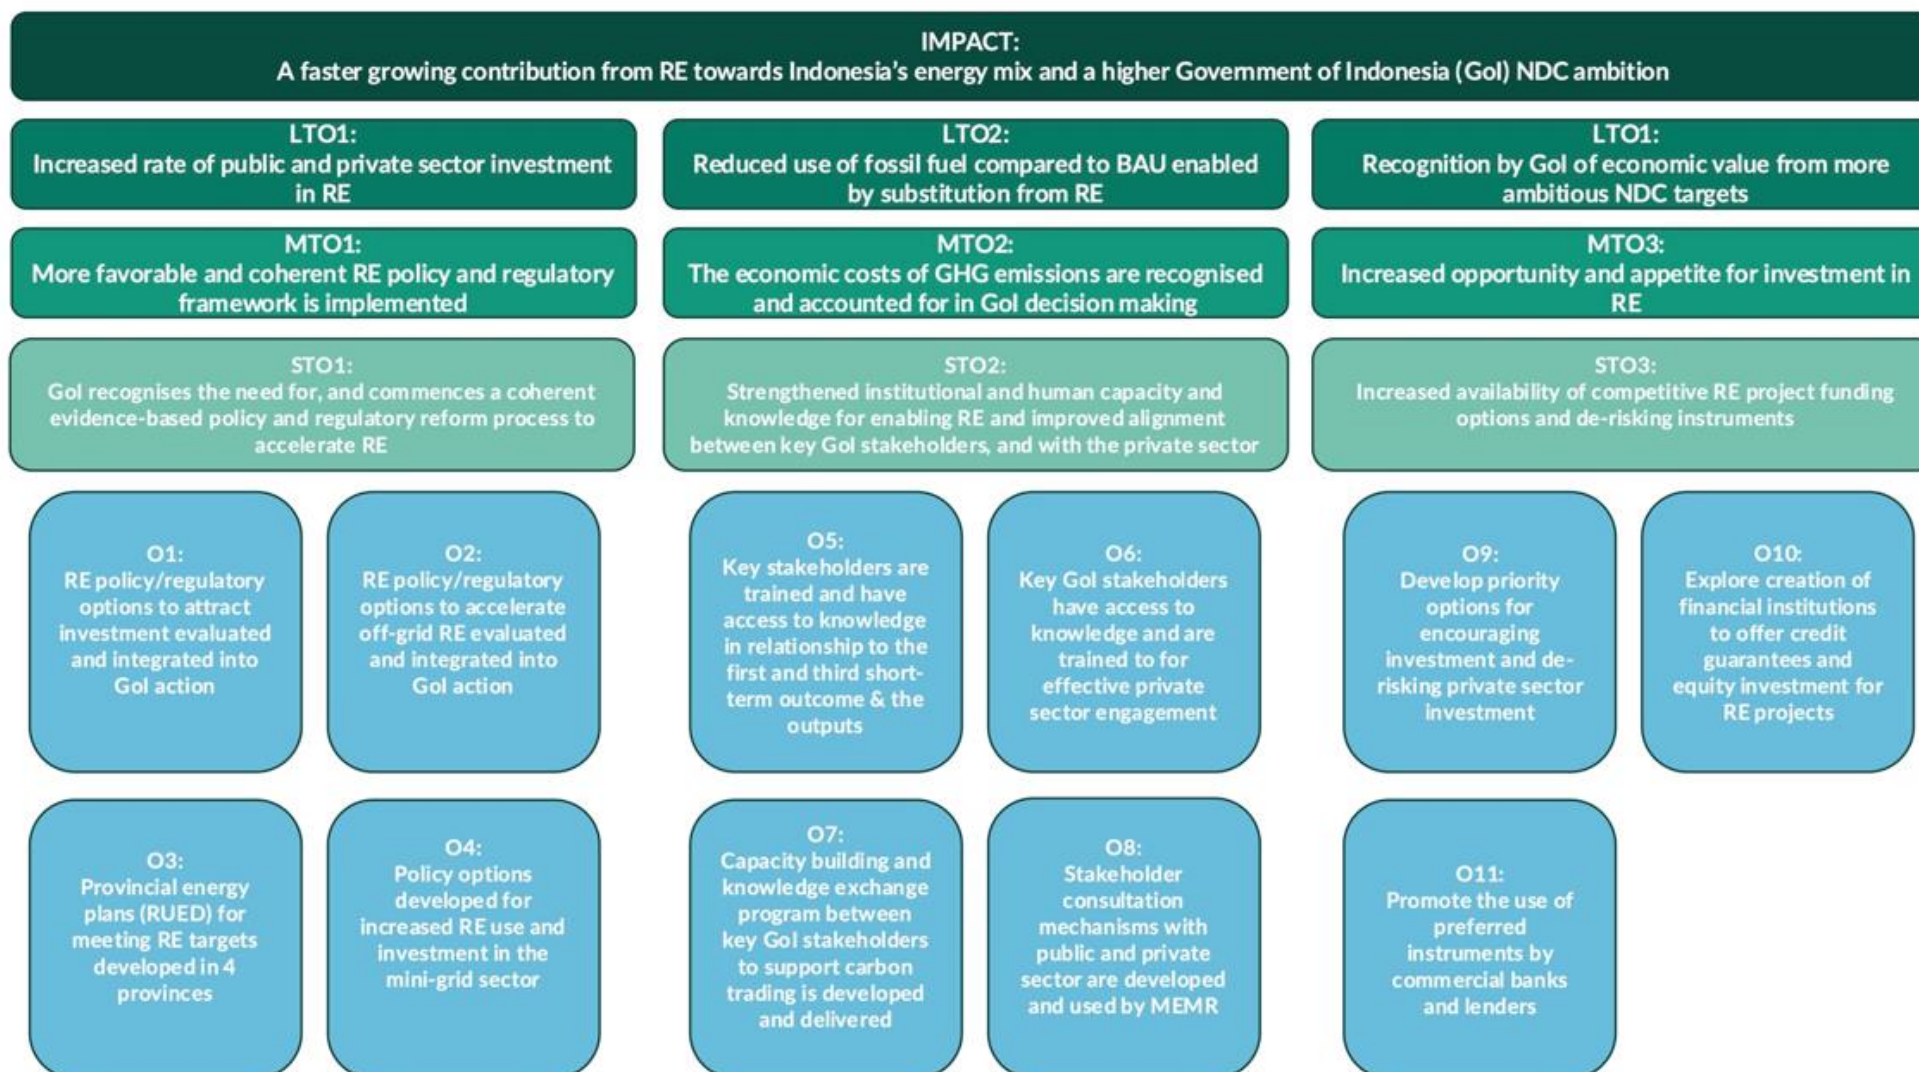 IMPACT:
A faster growing contribution from RE towards Indonesia's energy mix and a higher Government of Indonesia (GoI) NDC ambition
LTO1:
Increased rate of public and private sector investment
in RE
LTO2:
Reduced use of fossil fuel compared to BAU enabled
by substitution from RE
LTO1:
Recognition by GoI of economic value from more
ambitious NDC targets
MTO1:
More favorable and coherent RE policy and regulatory
framework is implemented
MTO2:
The economic costs of GHG emissions are recognised
and accounted for in GoI decision making
MTO3:
Increased opportunity and appetite for investment in
RE
STO1:
GoI recognises the need for, and commences a coherent
evidence-based policy and regulatory reform process to
accelerate RE
STO2:
Strengthened institutional and human capacity and
knowledge for enabling RE and improved alignment
between key GoI stakeholders, and with the private sector
STO3:
Increased availability of competitive RE project funding
options and de-risking instruments
O1:
RE policy/regulatory
options to attract
investment evaluated
and integrated into
GoI action
O2:
RE policy/regulatory
options to accelerate
off-grid RE evaluated
and integrated into
GoI action
O5:
Key stakeholders are
trained and have
access to knowledge
in relationship to the
first and third short-
term outcome & the
outputs
O6:
Key GoI stakeholders
have access to
knowledge and are
trained to for
effective private
sector engagement
O9:
Develop priority
options for
encouraging
investment and de-
risking private sector
investment
O10:
Explore creation of
financial institutions
to offer credit
guarantees and
equity investment for
RE projects
O3:
Provincial energy
plans (RUED) for
meeting RE targets
developed in 4
provinces
O4:
Policy options
developed for
increased RE use and
investment in the
mini-grid sector
O7:
Capacity building and
knowledge exchange
program between
key GoI stakeholders
to support carbon
trading is developed
and delivered
O8:
Stakeholder
consultation
mechanisms with
public and private
sector are developed
and used by MEMR
O11:
Promote the use of
preferred
instruments by
commercial banks
and lenders